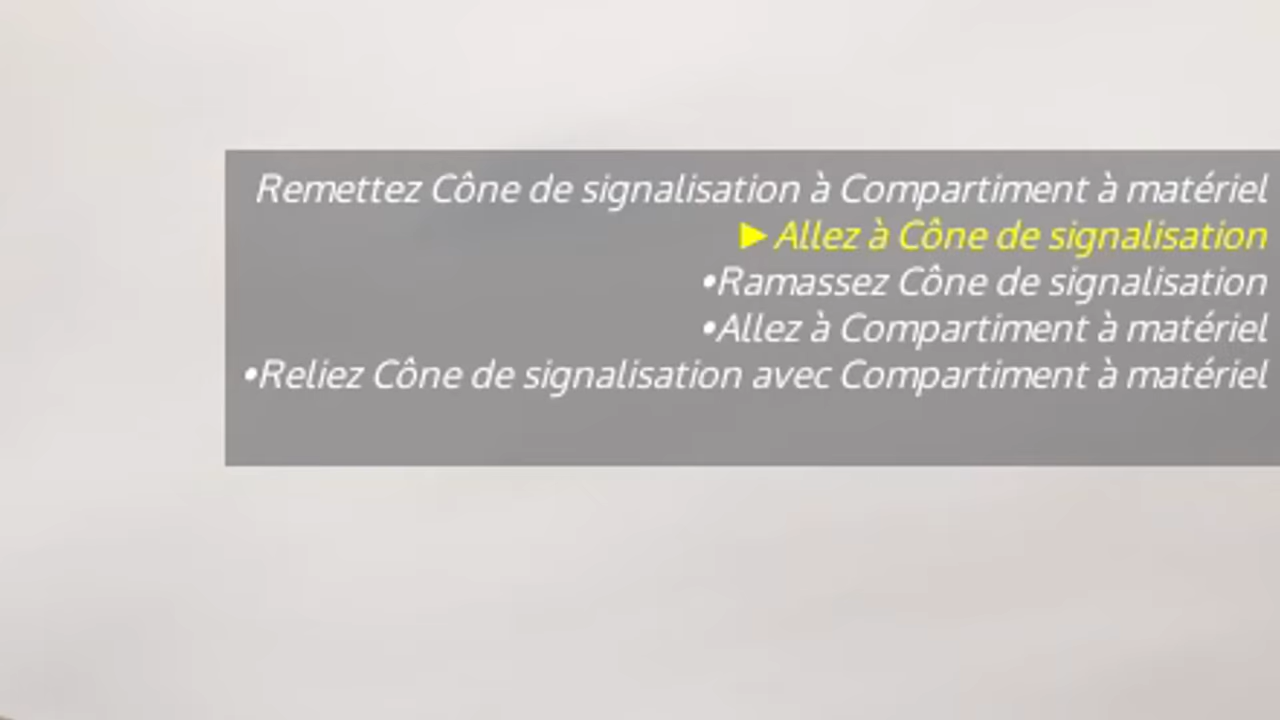 Remettez Cône de signalisation à Compartiment à matériel
►Allez à Cône de signalisation
•Ramassez Cône de signalisation
•Allez à Compartiment à matériel
•Reliez Cône de signalisation avec Compartiment à matériel